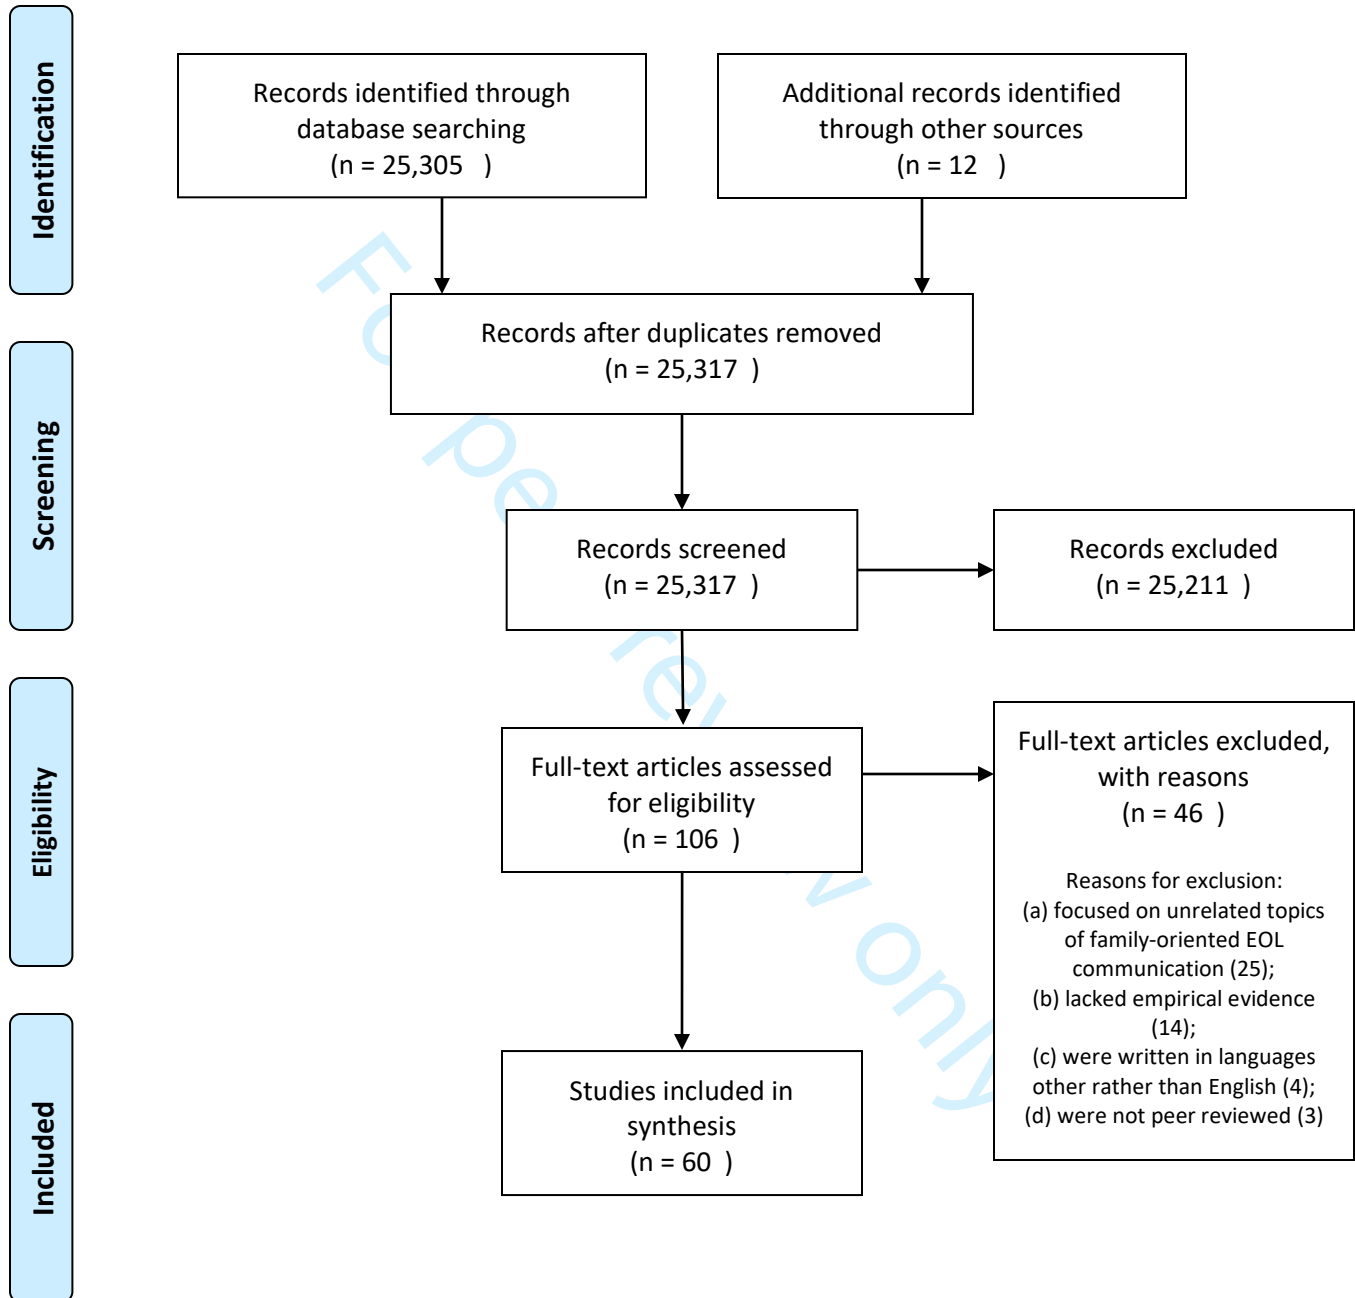 Identification
Records identified through
database searching
(n = 25,305   )
Additional records identified
through other sources
(n = 12   )
Records after duplicates removed
(n = 25,317   )
Screening
Records screened
(n = 25,317   )
Records excluded
(n = 25,211   )
Eligibility
Full-text articles assessed
for eligibility
(n = 106   )
Full-text articles excluded,
with reasons
(n = 46   )
Reasons for exclusion:
(a) focused on unrelated topics
of family-oriented EOL
communication (25);
(b) lacked empirical evidence
(14);
(c) were written in languages
other rather than English (4);
(d) were not peer reviewed (3)
Included
Studies included in
synthesis
(n = 60   )
For peer review only